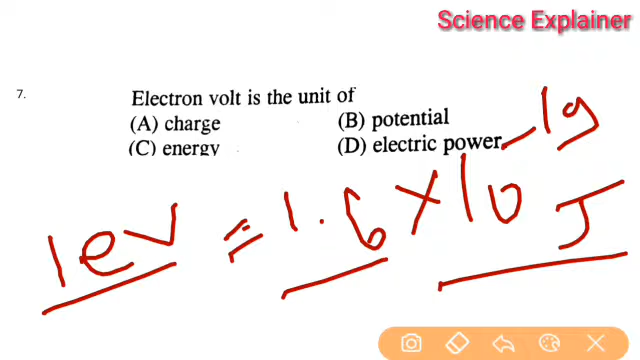 Science Explainer
7. Electron volt is the unit of
(A) charge (B) potential
(C) energy (D) electric power
1eV = 1.6 × 10 -19 J